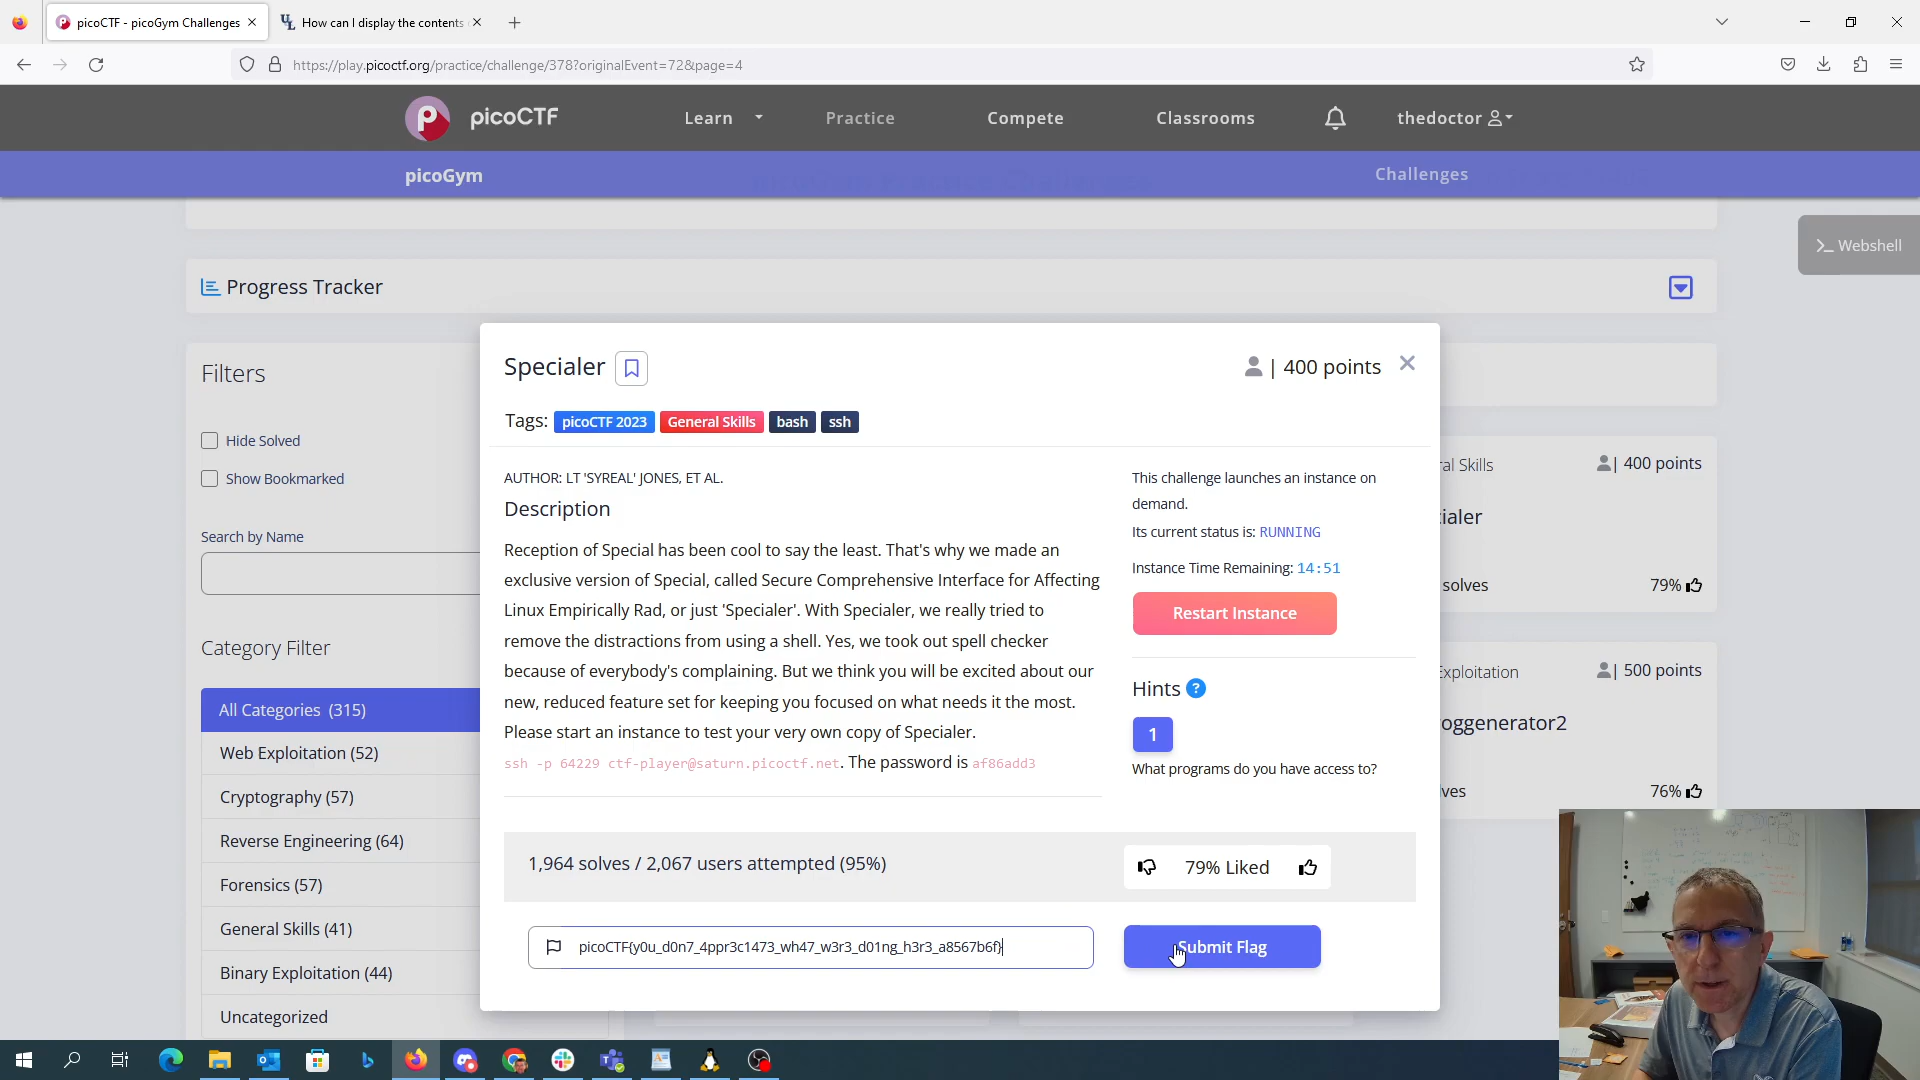 picoCTF - picoGym Challenges
How can I display the contents
https://play.picoctf.org/practice/challenge/378?originalEvent=72&page=4
picoCTF
Learn
Practice
Compete
Classrooms
thedoctor
picoGym
Challenges
>_ Webshell
Progress Tracker
Filters
Hide Solved
Show Bookmarked
Search by Name
Category Filter
All Categories (315)
Web Exploitation (52)
Cryptography (57)
Reverse Engineering (64)
Forensics (57)
General Skills (41)
Binary Exploitation (44)
Uncategorized
Specialer
| 400 points
Tags: picoCTF 2023 General Skills bash ssh
AUTHOR: LT 'SYREAL' JONES, ET AL.
Description
Reception of Special has been cool to say the least. That's why we made an
exclusive version of Special, called Secure Comprehensive Interface for Affecting
Linux Empirically Rad, or just 'Specialer'. With Specialer, we really tried to
remove the distractions from using a shell. Yes, we took out spell checker
because of everybody's complaining. But we think you will be excited about our
new, reduced feature set for keeping you focused on what needs it the most.
Please start an instance to test your very own copy of Specialer.
ssh -p 64229 ctf-player@saturn.picoctf.net. The password is af86add3
This challenge launches an instance on
demand.
Its current status is: RUNNING
Instance Time Remaining: 14:51
Restart Instance
Hints ?
1
What programs do you have access to?
1,964 solves / 2,067 users attempted (95%)
79% Liked
picoCTF{y0u_d0n7_4ppr3c1473_wh47_w3r3_d01ng_h3r3_a8567b6f}
Submit Flag
al Skills
| 400 points
ialer
solves
79%
Exploitation
| 500 points
oggenerator2
lves
76%